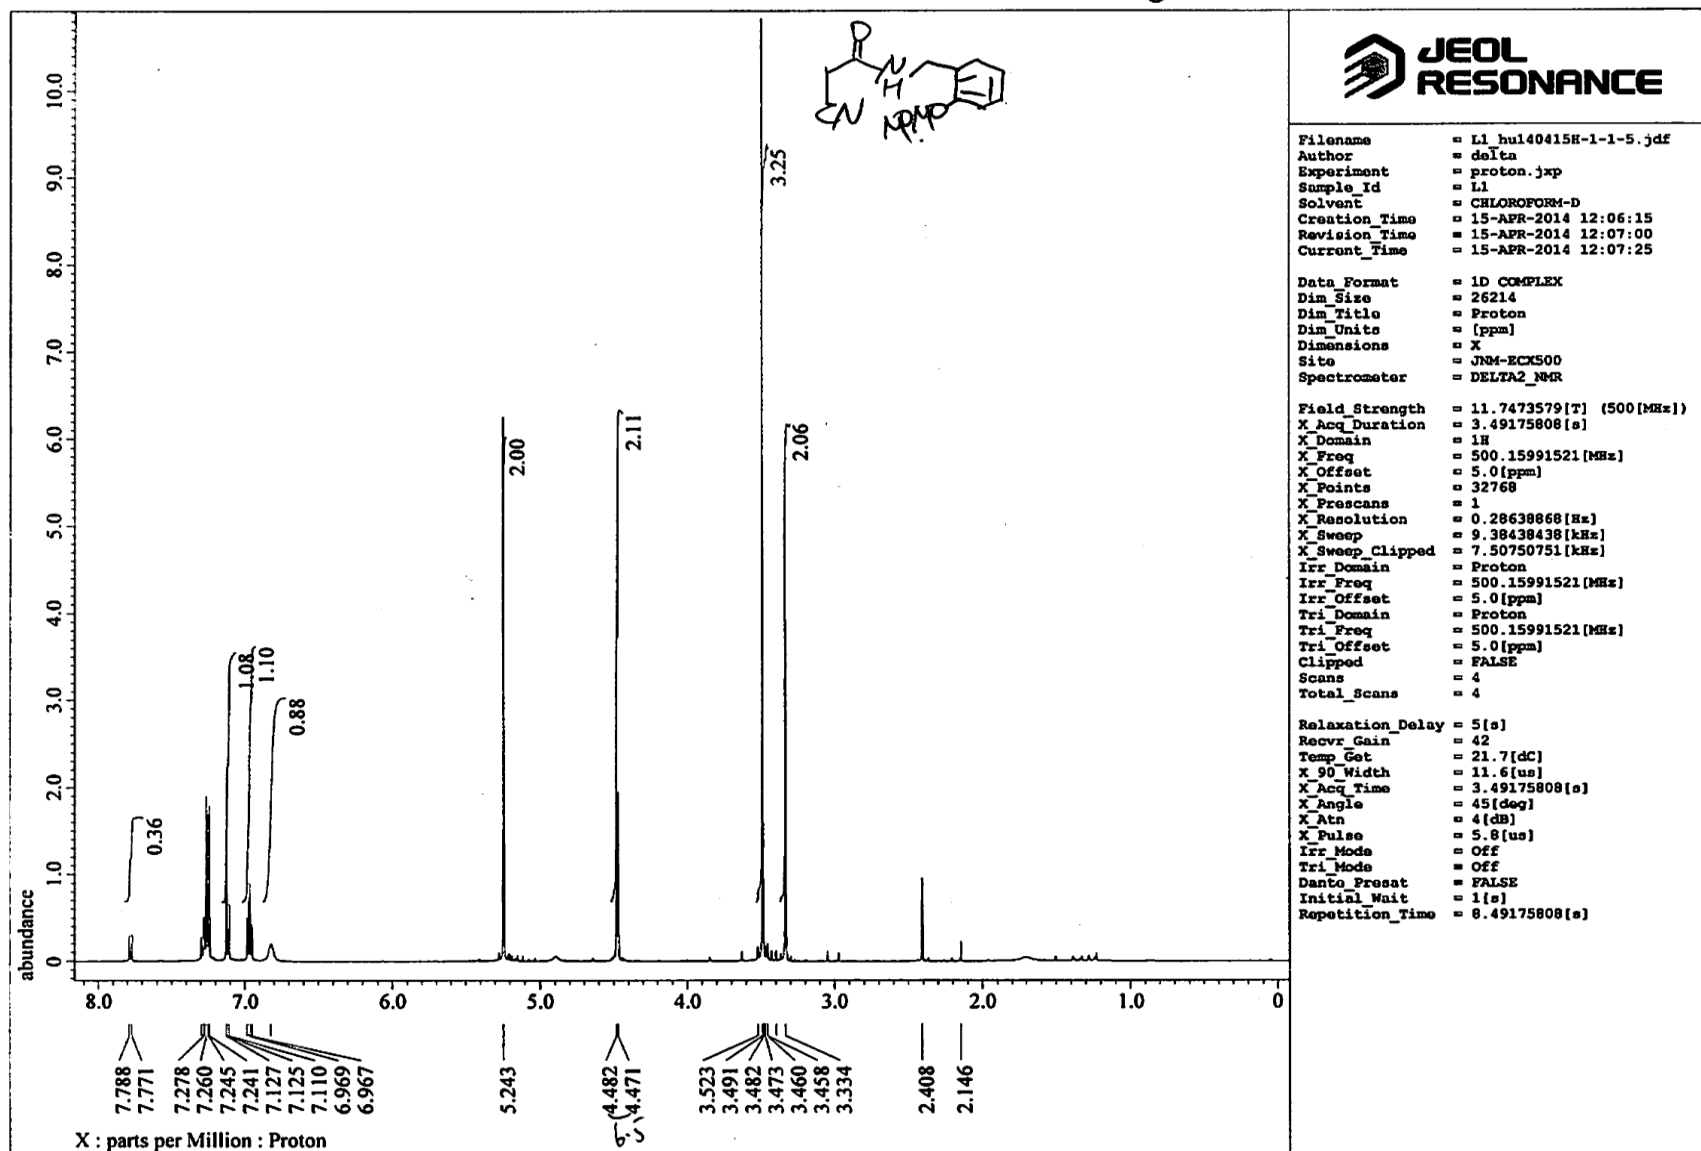 JEOL
RESONANCE
O
N
H
CN
MOMO
Filename = L1_hu140415H-1-1-5.jdf
Author = delta
Experiment = proton.jxp
Sample_Id = L1
Solvent = CHLOROFORM-D
Creation_Time = 15-APR-2014 12:06:15
Revision_Time = 15-APR-2014 12:07:00
Current_Time = 15-APR-2014 12:07:25
Data_Format = 1D COMPLEX
Dim_Size = 26214
Dim_Title = Proton
Dim_Units = [ppm]
Dimensions = X
Site = JNM-ECX500
Spectrometer = DELTA2_NMR
Field_Strength = 11.7473579[T] (500[MHz])
X_Acq_Duration = 3.49175808[s]
X_Domain = 1H
X_Freq = 500.15991521[MHz]
X_Offset = 5.0[ppm]
X_Points = 32768
X_Prescans = 1
X_Resolution = 0.28638868[Hz]
X_Sweep = 9.38438438[kHz]
X_Sweep_Clipped = 7.50750751[kHz]
Irr_Domain = Proton
Irr_Freq = 500.15991521[MHz]
Irr_Offset = 5.0[ppm]
Tri_Domain = Proton
Tri_Freq = 500.15991521[MHz]
Tri_Offset = 5.0[ppm]
Clipped = FALSE
Scans = 4
Total_Scans = 4
Relaxation_Delay = 5[s]
Recvr_Gain = 42
Temp_Get = 21.7[dC]
X_90_Width = 11.6[us]
X_Acq_Time = 3.49175808[s]
X_Angle = 45[deg]
X_Atn = 4[dB]
X_Pulse = 5.8[us]
Irr_Mode = Off
Tri_Mode = Off
Dante_Presat = FALSE
Initial_Wait = 1[s]
Repetition_Time = 8.49175808[s]
abundance
10.0
9.0
8.0
7.0
6.0
5.0
4.0
3.0
2.0
1.0
0
0.36
1.08
1.10
0.88
2.00
2.11
3.25
2.06
8.0 7.0 6.0 5.0 4.0 3.0 2.0 1.0 0
7.788
7.771
7.278
7.260
7.245
7.241
7.127
7.125
7.110
6.969
6.967
5.243
4.482
4.471
3.523
3.491
3.482
3.473
3.460
3.458
3.334
2.408
2.146
X : parts per Million : Proton